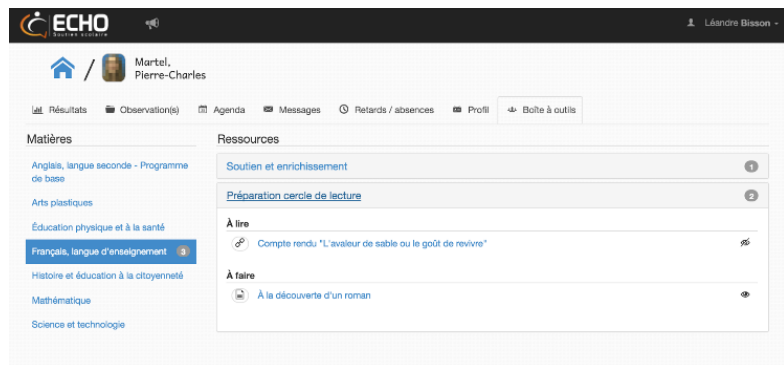 ECHO
Soutien scolaire
Léandre Bisson
/ Martel,
Pierre-Charles
Résultats Observation(s) Agenda Messages Retards / absences Profil Boîte à outils
Matières
Anglais, langue seconde - Programme
de base
Arts plastiques
Éducation physique et à la santé
Français, langue d'enseignement 3
Histoire et éducation à la citoyenneté
Mathématique
Science et technologie
Ressources
Soutien et enrichissement 1
Préparation cercle de lecture 2
À lire
Compte rendu "L'avaleur de sable ou le goût de revivre"
À faire
À la découverte d'un roman